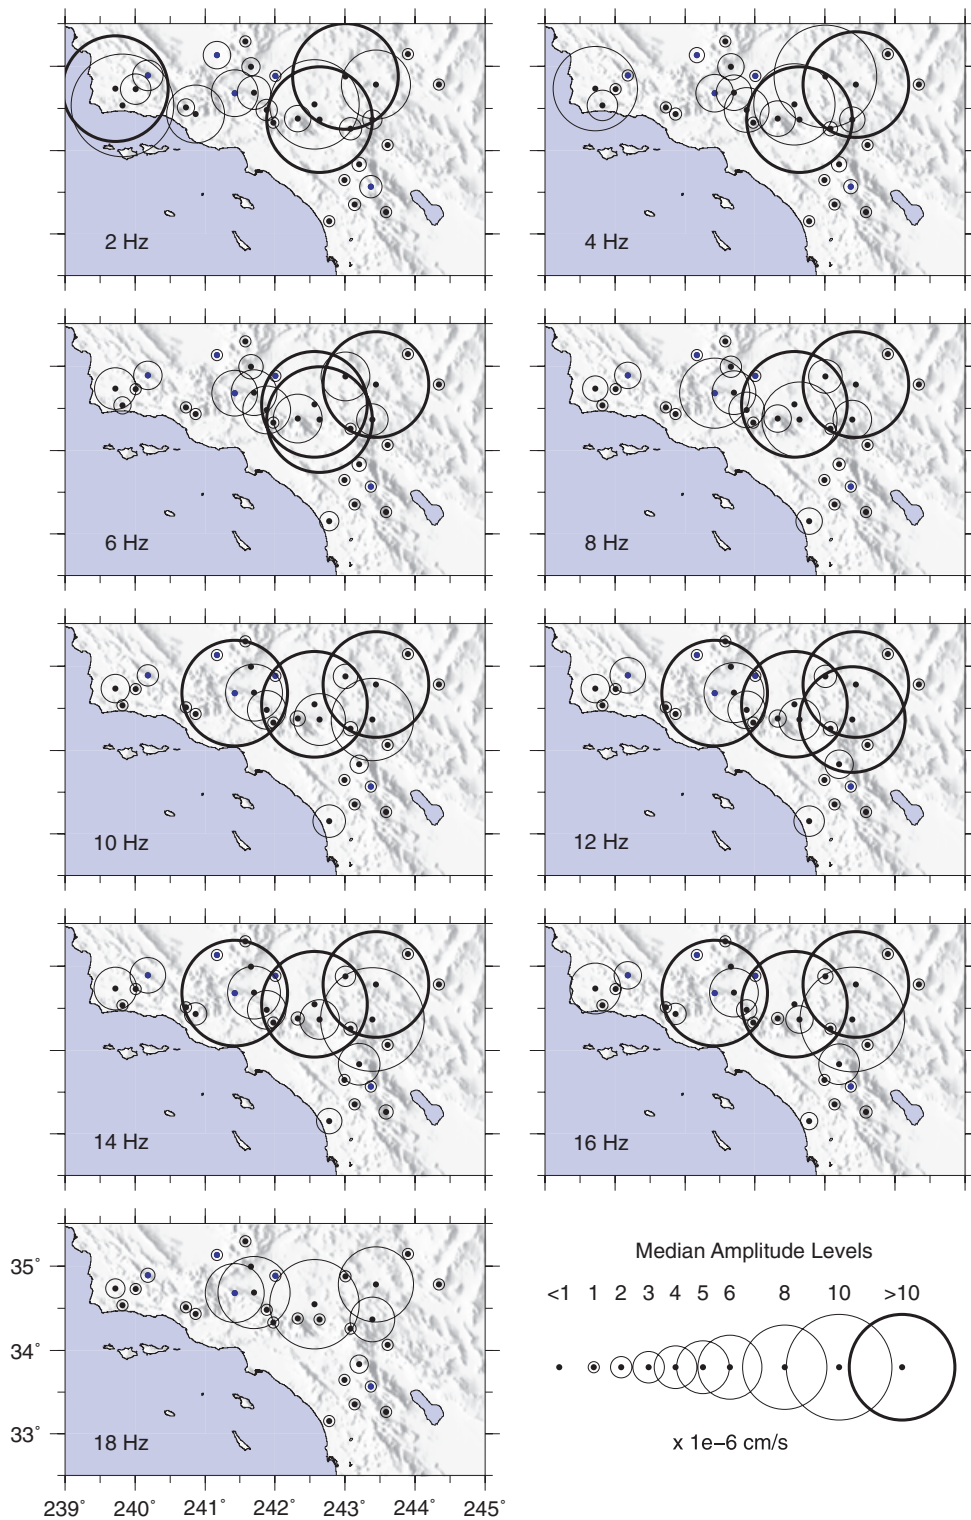 2 Hz
4 Hz
6 Hz
8 Hz
10 Hz
12 Hz
14 Hz
16 Hz
35°
34°
33°
18 Hz
239° 240° 241° 242° 243° 244° 245°
Median Amplitude Levels
<1 1 2 3 4 5 6 8 10 >10
x 1e−6 cm/s